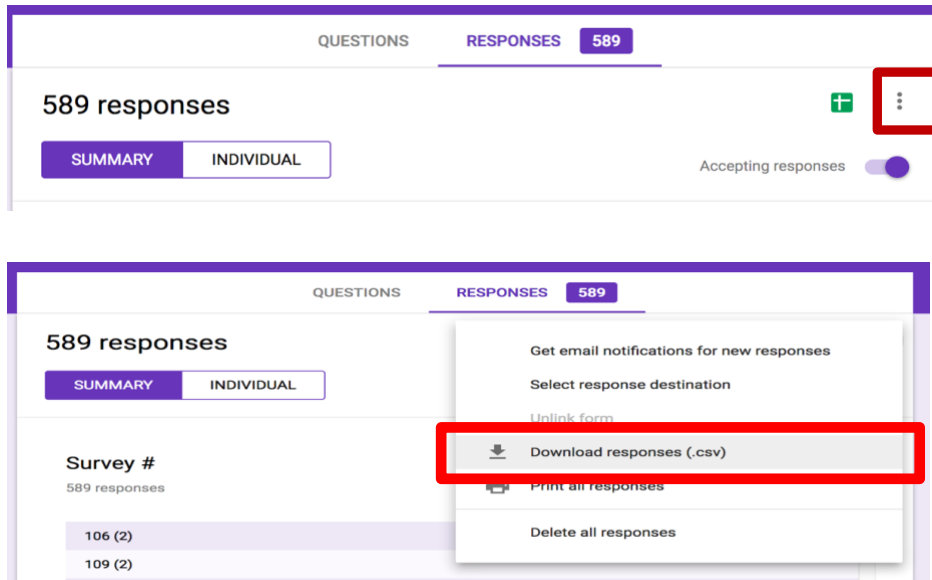 QUESTIONS RESPONSES 589
589 responses
SUMMARY INDIVIDUAL
Accepting responses
QUESTIONS RESPONSES 589
589 responses
SUMMARY INDIVIDUAL
Get email notifications for new responses
Select response destination
Unlink form
Download responses (.csv)
Print all responses
Delete all responses
Survey #
589 responses
106 (2)
109 (2)